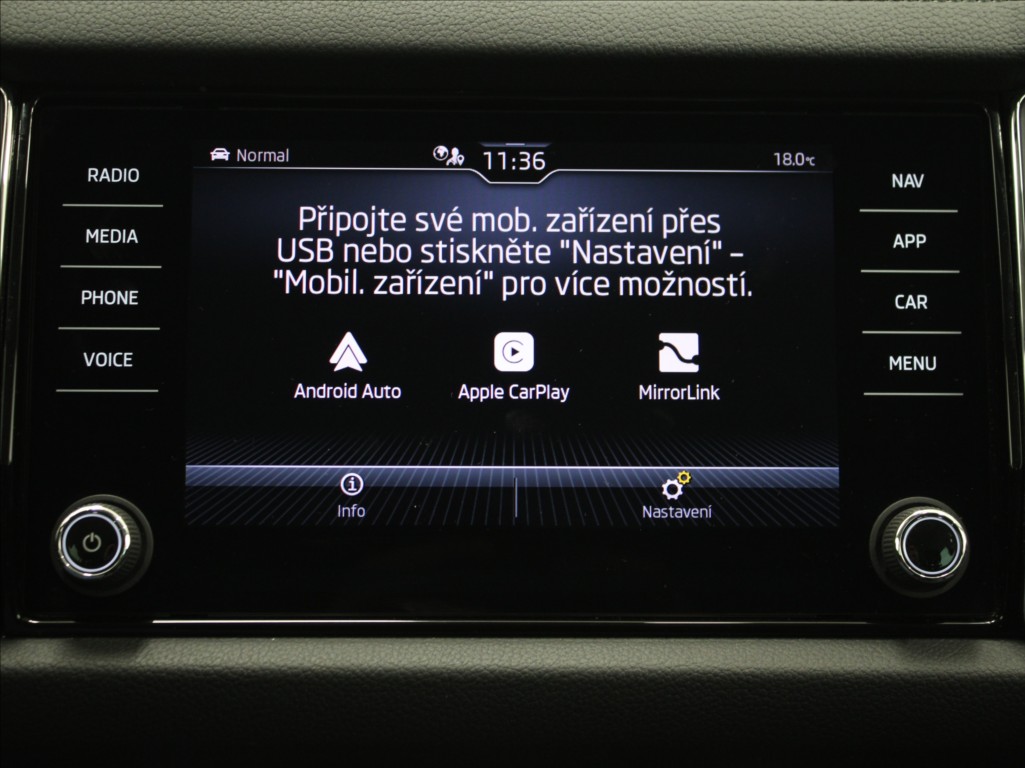 Normal
11:36
18.0°C
RADIO
MEDIA
PHONE
VOICE
NAV
APP
CAR
MENU
Připojte své mob. zařízení přes
USB nebo stiskněte "Nastavení" –
"Mobil. zařízení" pro více možností.
Android Auto
Apple CarPlay
MirrorLink
Info
Nastavení